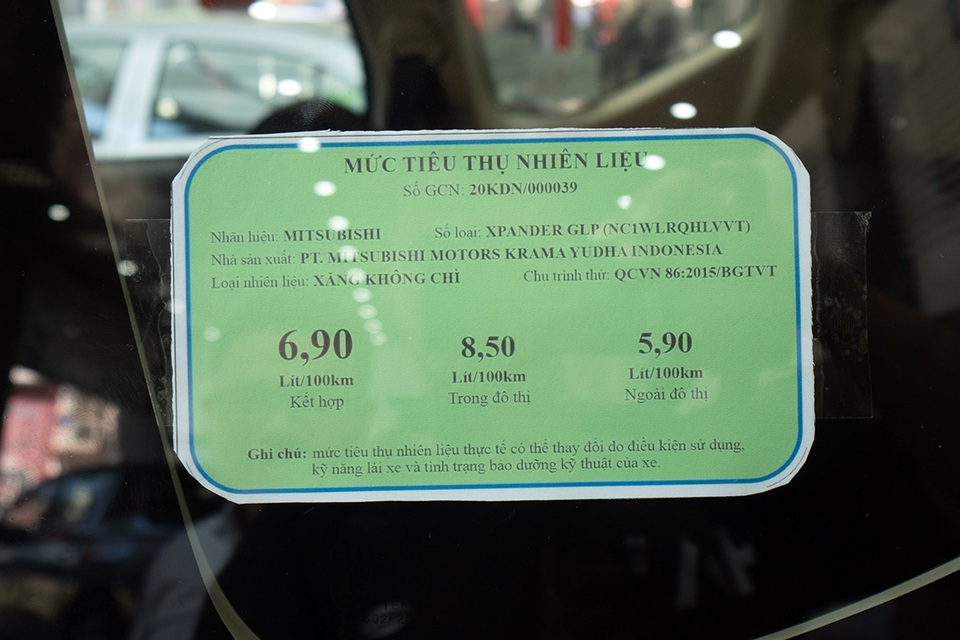 MỨC TIÊU THỤ NHIÊN LIỆU
Số GCN: 20KDN/000039
Nhãn hiệu: MITSUBISHI Số loại: XPANDER GLP (NC1WLRQHLVVT)
Nhà sản xuất: PT. MITSUBISHI MOTORS KRAMA YUDHA INDONESIA
Loại nhiên liệu: XĂNG KHÔNG CHÌ Chu trình thử: QCVN 86:2015/BGTVT
6,90 8,50 5,90
Lít/100km Lít/100km Lít/100km
Kết hợp Trong đô thị Ngoài đô thị
Ghi chú: mức tiêu thụ nhiên liệu thực tế có thể thay đổi do điều kiện sử dụng,
kỹ năng lái xe và tình trạng bảo dưỡng kỹ thuật của xe.